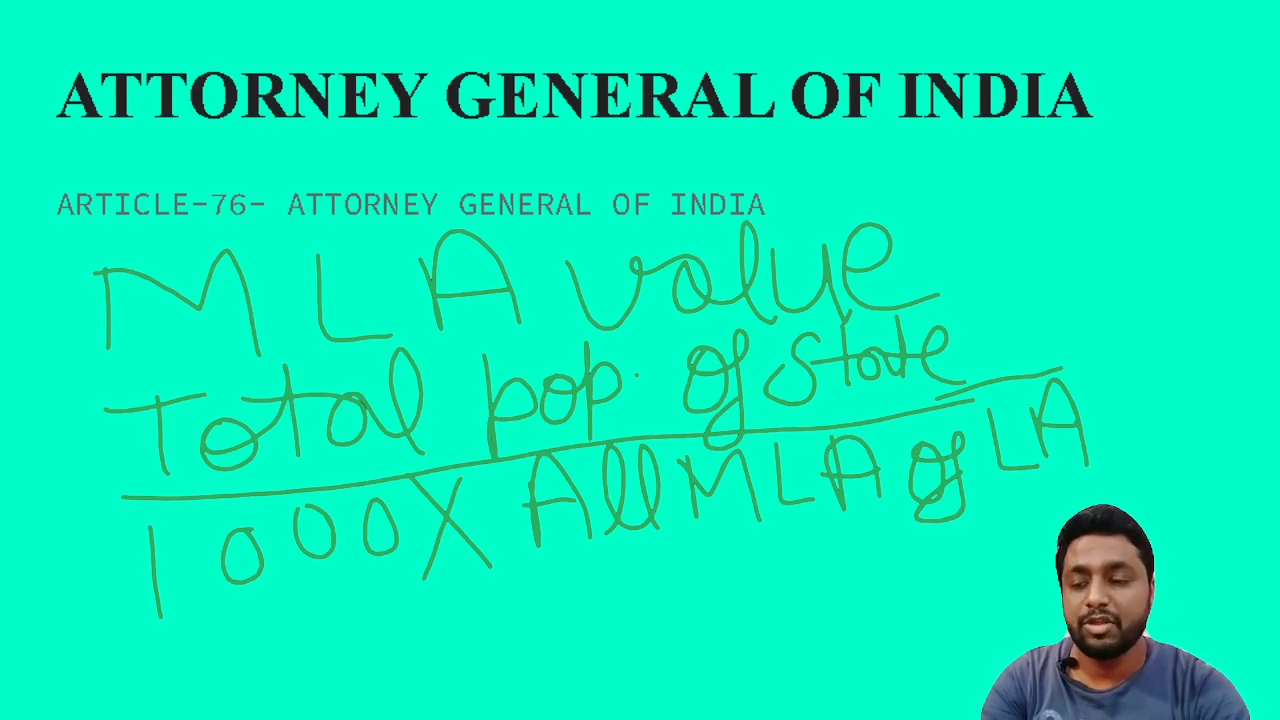 ATTORNEY GENERAL OF INDIA
ARTICLE-76- ATTORNEY GENERAL OF INDIA
MLA value
Total pop. of State
1000X All MLA of LA